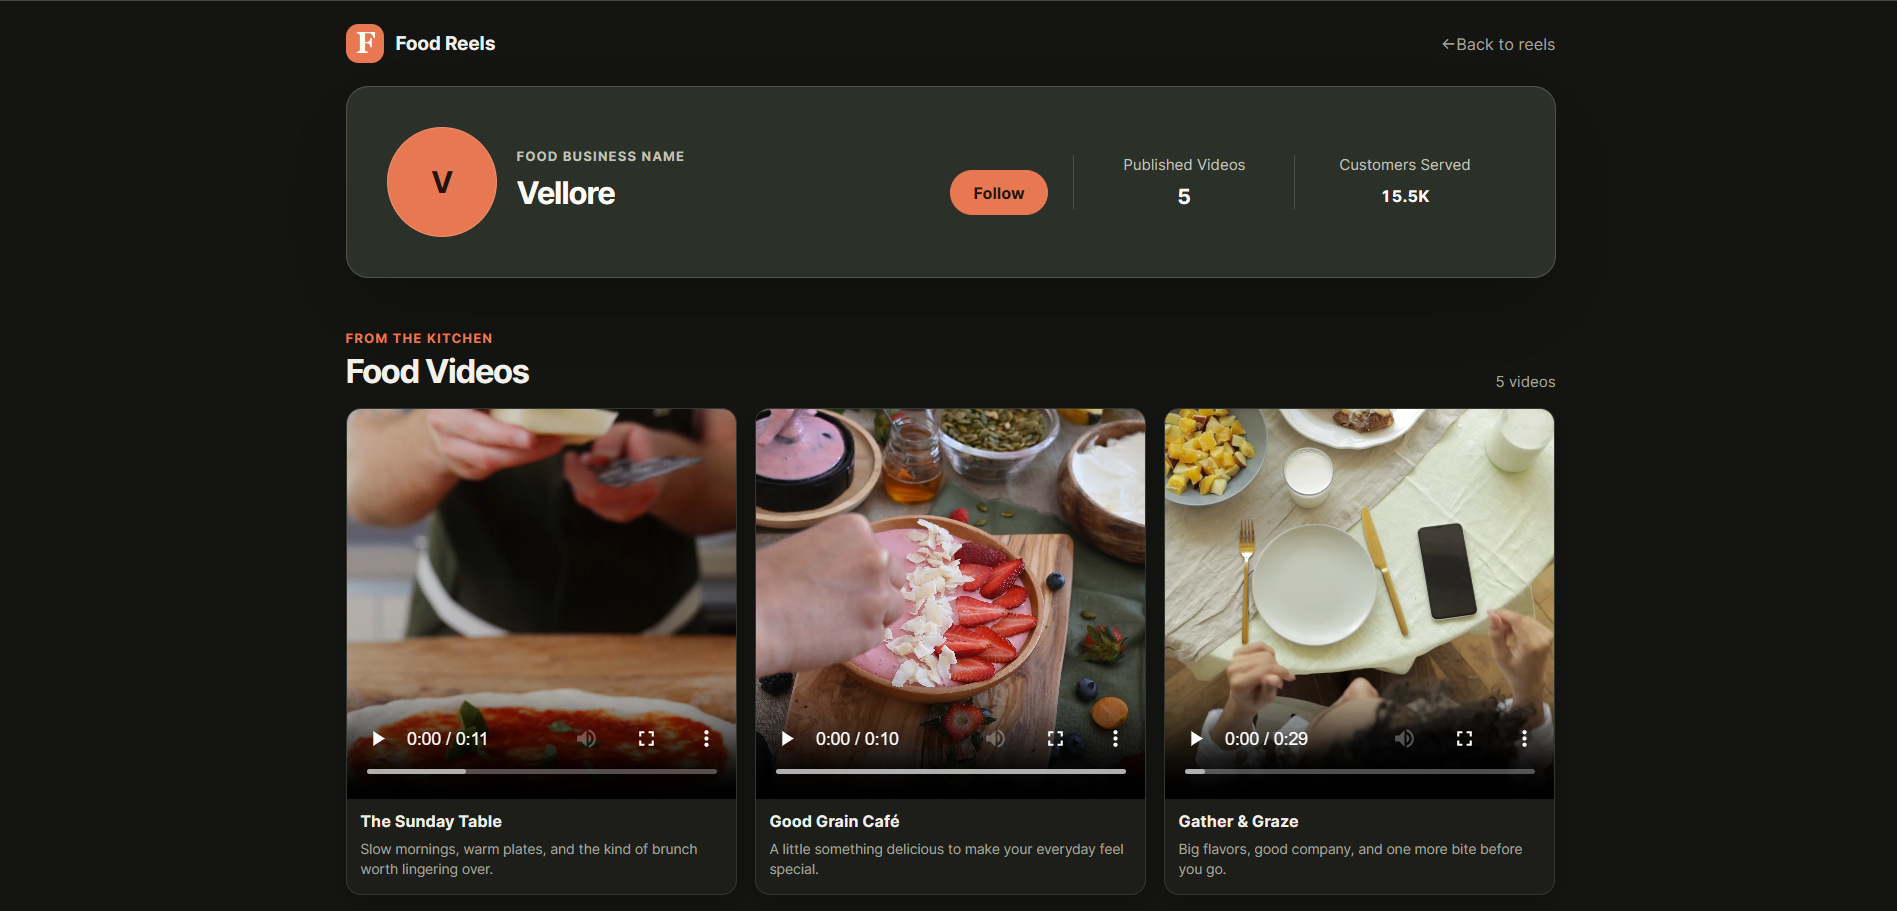 F Food Reels
←Back to reels
V
FOOD BUSINESS NAME
Vellore
Follow
Published Videos
5
Customers Served
15.5K
FROM THE KITCHEN
Food Videos
5 videos
0:00 / 0:11
0:00 / 0:10
0:00 / 0:29
The Sunday Table
Slow mornings, warm plates, and the kind of brunch
worth lingering over.
Good Grain Café
A little something delicious to make your everyday feel
special.
Gather & Graze
Big flavors, good company, and one more bite before
you go.